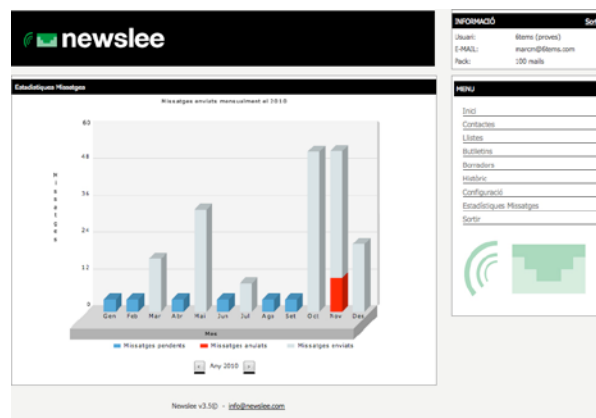 newslee
INFORMACIÓ Sort
Usuari: 6tems (proves)
E-MAIL: marcm@6tems.com
Pack: 100 mails
Estadístiques Missatges
Missatges enviats mensualment al 2010
60
48
36
24
12
0
Missatges
Gen Feb Mar Abr Mai Jun Jul Ago Set Oct Nov Des
Mes
Missatges pendents Missatges anulats Missatges enviats
Any 2010
MENU
Inici
Contactes
Llistes
Butlletins
Borradors
Històric
Configuració
Estadístiques Missatges
Sortir
Newslee v3.5© - info@newslee.com